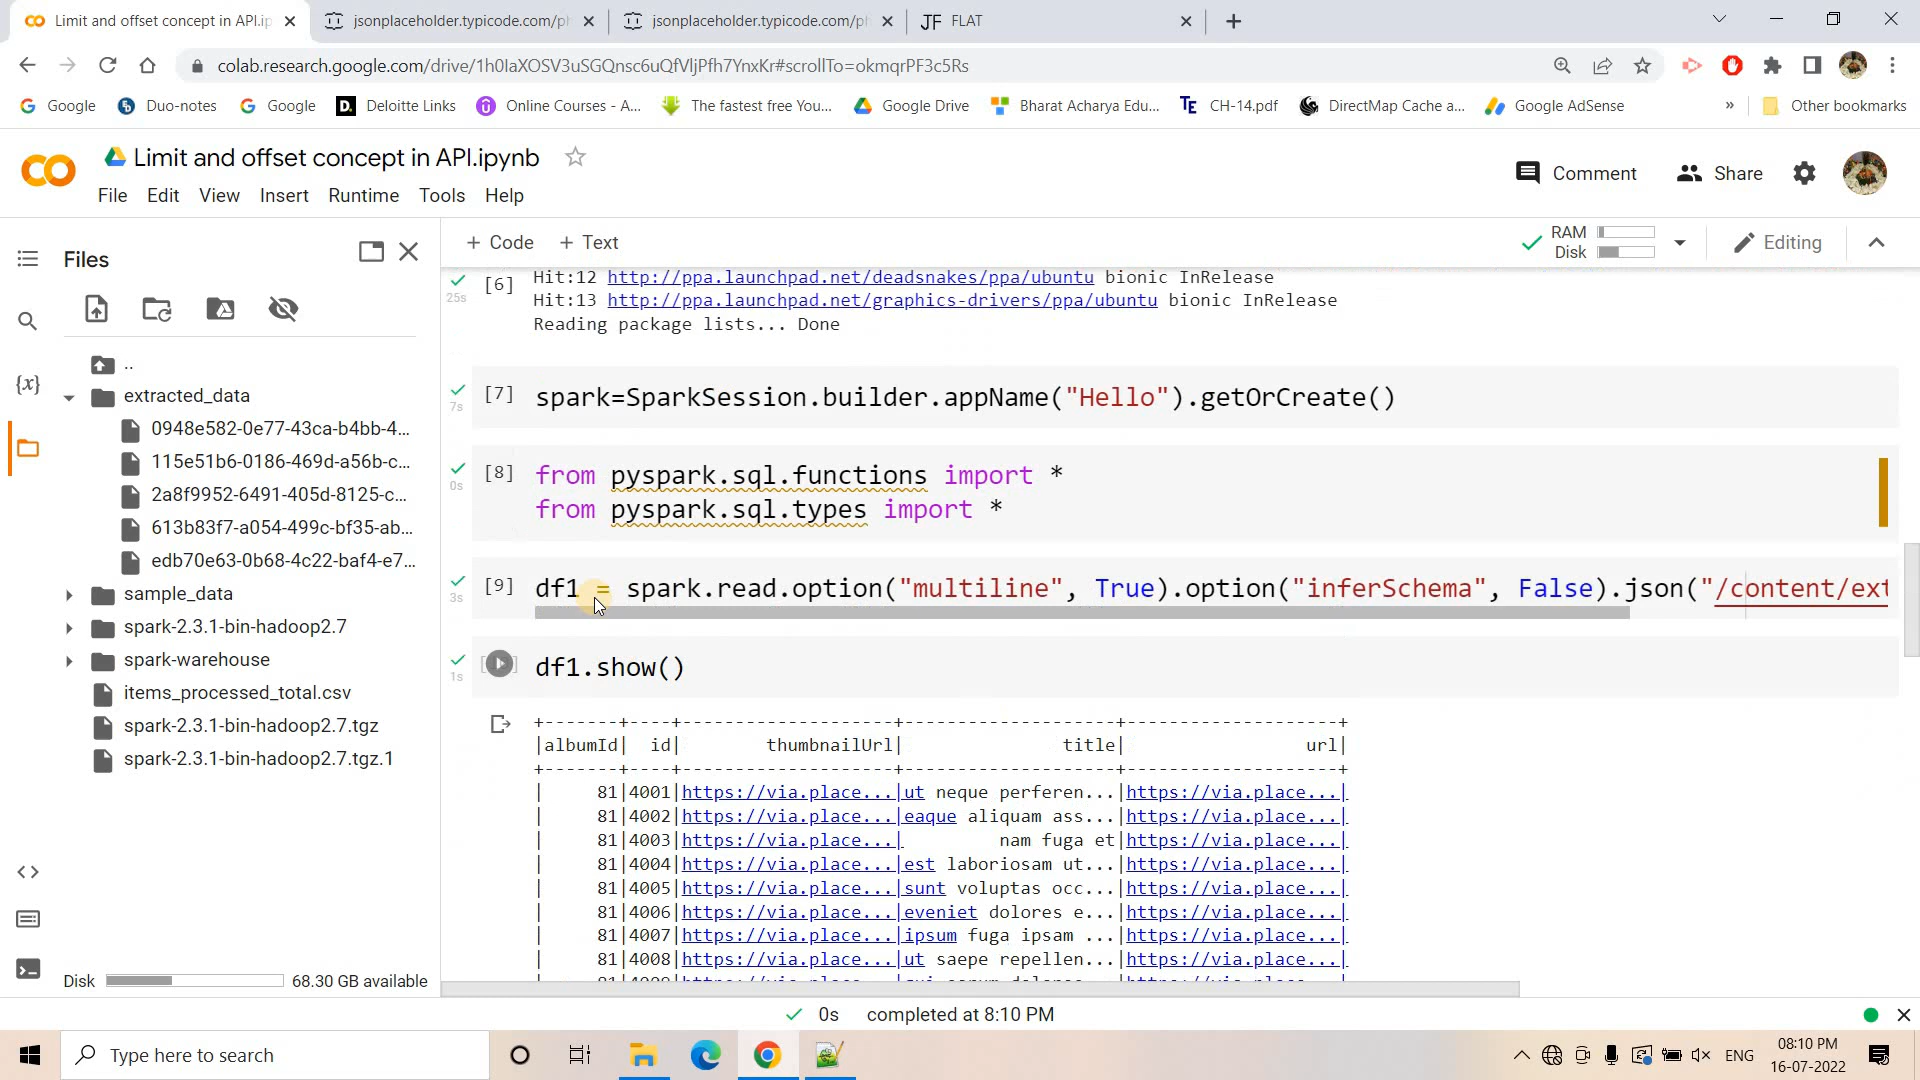 Limit and offset concept in API.ip
jsonplaceholder.typicode.com/ph
jsonplaceholder.typicode.com/ph
JF FLAT
colab.research.google.com/drive/1h0IaXOSV3uSGQnsc6uQfVljPfh7YnxKr#scrollTo=okmqrPF3c5Rs
Google
Duo-notes
Google
D. Deloitte Links
Online Courses - A...
The fastest free You...
Google Drive
Bharat Acharya Edu...
TE CH-14.pdf
DirectMap Cache a...
Google AdSense
»
Other bookmarks
Limit and offset concept in API.ipynb
File Edit View Insert Runtime Tools Help
Comment
Share
Files
+ Code + Text
RAM
Disk
Editing
..
extracted_data
0948e582-0e77-43ca-b4bb-4...
115e51b6-0186-469d-a56b-c...
2a8f9952-6491-405d-8125-c...
613b83f7-a054-499c-bf35-ab...
edb70e63-0b68-4c22-baf4-e7...
sample_data
spark-2.3.1-bin-hadoop2.7
spark-warehouse
items_processed_total.csv
spark-2.3.1-bin-hadoop2.7.tgz
spark-2.3.1-bin-hadoop2.7.tgz.1
{x}
Disk 68.30 GB available
25s
[6] Hit:12 http://ppa.launchpad.net/deadsnakes/ppa/ubuntu bionic InRelease
Hit:13 http://ppa.launchpad.net/graphics-drivers/ppa/ubuntu bionic InRelease
Reading package lists... Done
7s
[7] spark=SparkSession.builder.appName("Hello").getOrCreate()
0s
[8] from pyspark.sql.functions import *
from pyspark.sql.types import *
3s
[9] df1 = spark.read.option("multiline", True).option("inferSchema", False).json("/content/ext
1s
df1.show()
+-------+----+--------------------+--------------------+--------------------+
|albumId|  id|        thumbnailUrl|               title|                 url|
+-------+----+--------------------+--------------------+--------------------+
|     81|4001|https://via.place...|ut neque perferen...|https://via.place...|
|     81|4002|https://via.place...|eaque aliquam ass...|https://via.place...|
|     81|4003|https://via.place...|         nam fuga et|https://via.place...|
|     81|4004|https://via.place...|est laboriosam ut...|https://via.place...|
|     81|4005|https://via.place...|sunt voluptas occ...|https://via.place...|
|     81|4006|https://via.place...|eveniet dolores e...|https://via.place...|
|     81|4007|https://via.place...|ipsum fuga ipsam ...|https://via.place...|
|     81|4008|https://via.place...|ut saepe repellen...|https://via.place...|
0s completed at 8:10 PM
Type here to search
ENG
08:10 PM
16-07-2022